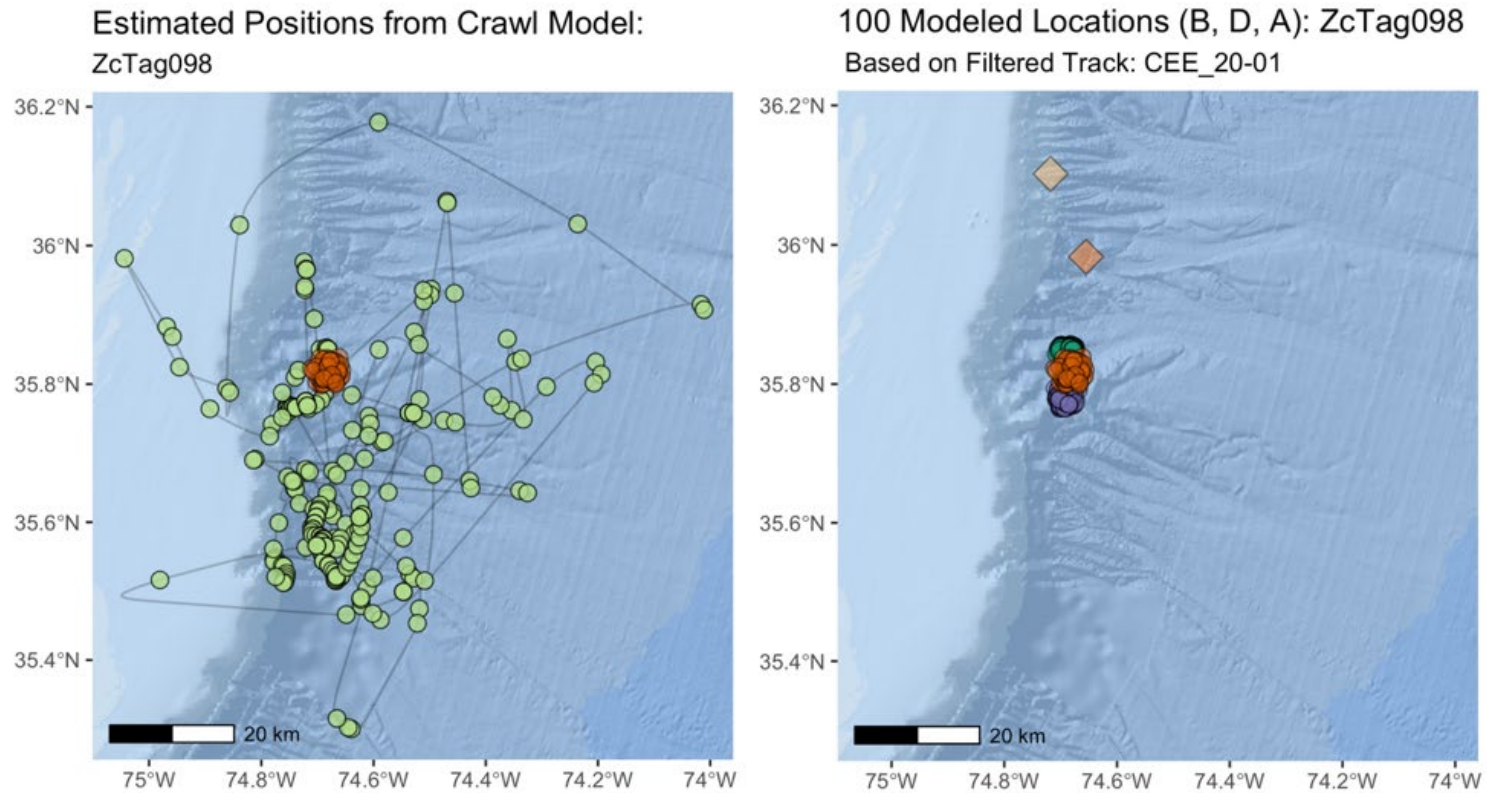 Estimated Positions from Crawl Model:
ZcTag098
36.2°N
36°N
35.8°N
35.6°N
35.4°N
20 km
75°W
74.8°W
74.6°W
74.4°W
74.2°W
74°W
100 Modeled Locations (B, D, A): ZcTag098
Based on Filtered Track: CEE_20-01
36.2°N
36°N
35.8°N
35.6°N
35.4°N
20 km
75°W
74.8°W
74.6°W
74.4°W
74.2°W
74°W